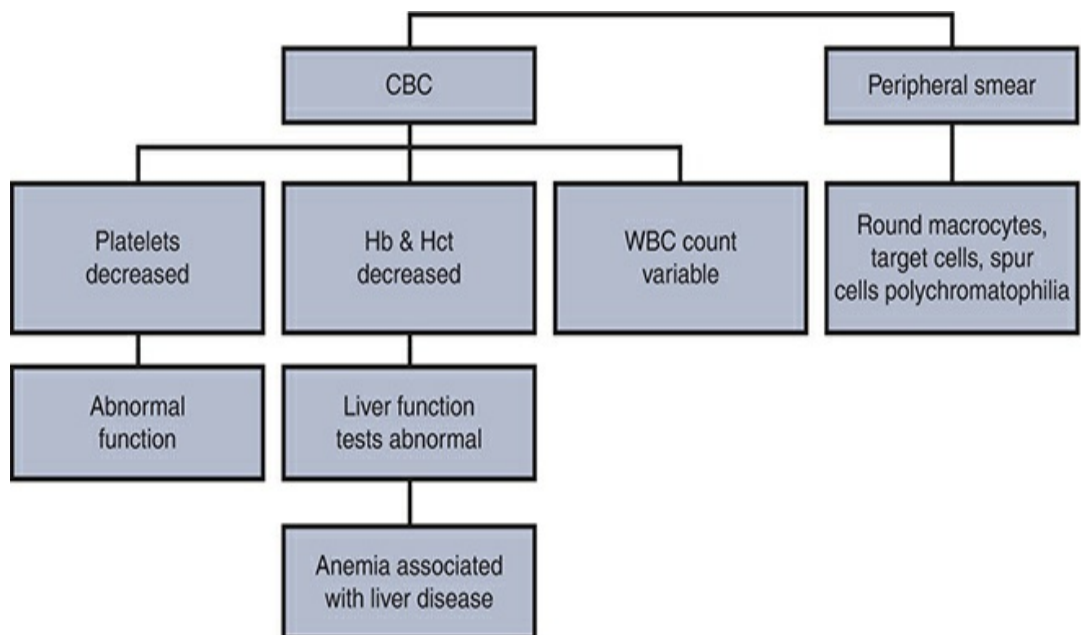 CBC
Peripheral smear
Platelets
decreased
Hb & Hct
decreased
WBC count
variable
Round macrocytes,
target cells, spur
cells polychromatophilia
Abnormal
function
Liver function
tests abnormal
Anemia associated
with liver disease